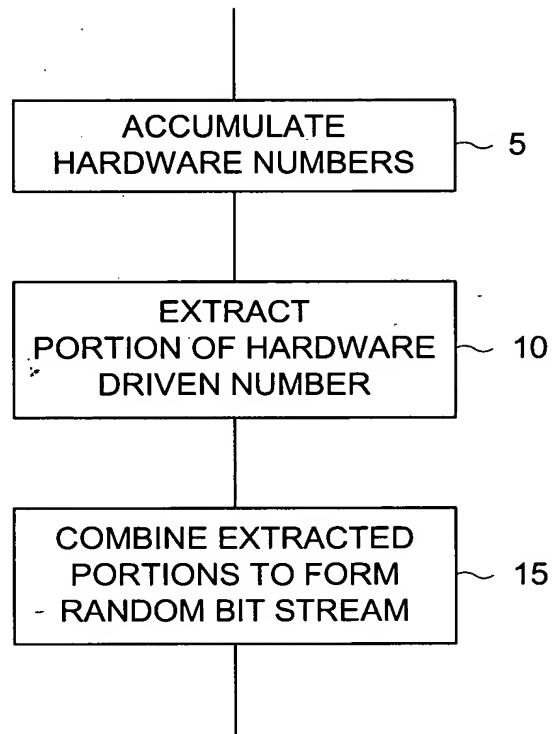 ACCUMULATE
HARDWARE NUMBERS
5
EXTRACT
PORTION OF HARDWARE
DRIVEN NUMBER
10
COMBINE EXTRACTED
PORTIONS TO FORM
RANDOM BIT STREAM
15